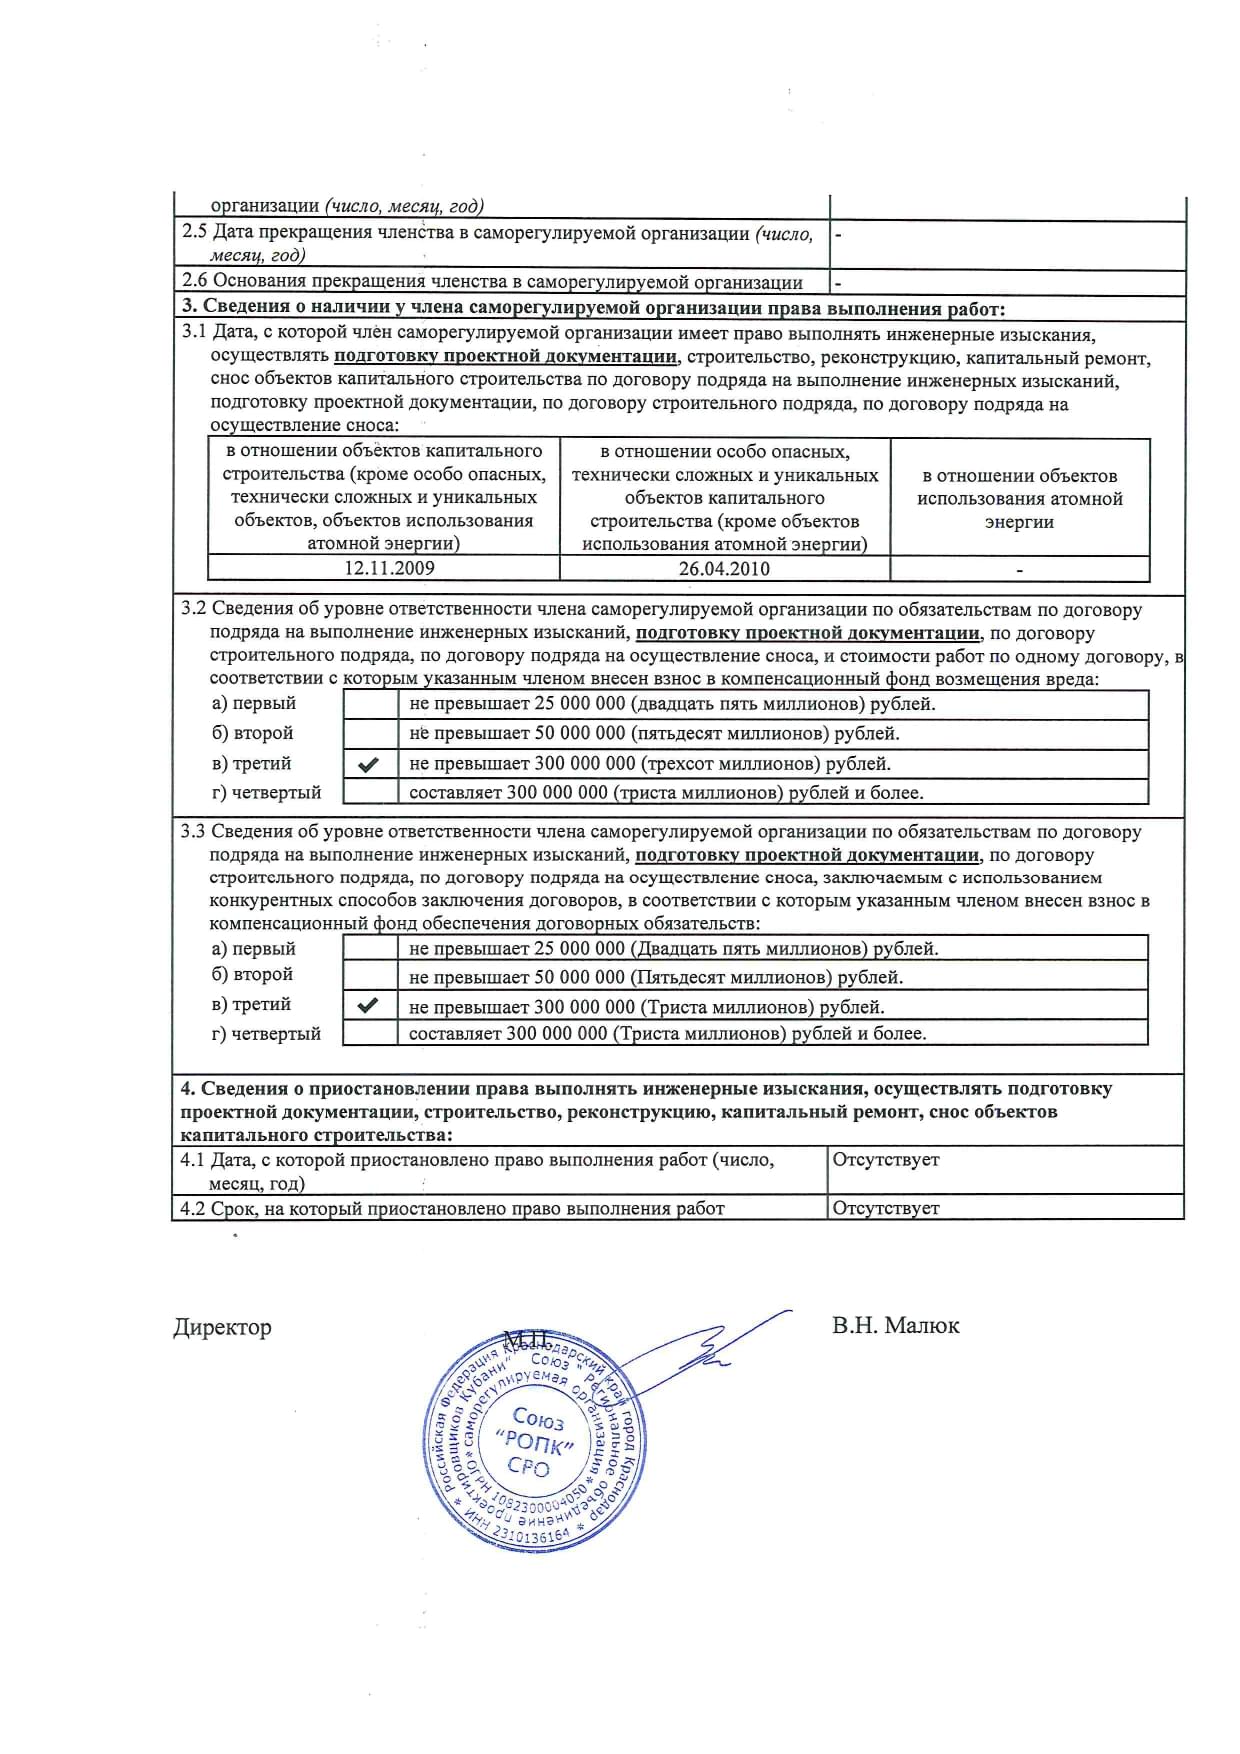 организации (число, месяц, год)
2.5 Дата прекращения членства в саморегулируемой организации (число, -
месяц, год)
2.6 Основания прекращения членства в саморегулируемой организации -
3. Сведения о наличии у члена саморегулируемой организации права выполнения работ:
3.1 Дата, с которой член саморегулируемой организации имеет право выполнять инженерные изыскания,
осуществлять подготовку проектной документации, строительство, реконструкцию, капитальный ремонт,
снос объектов капитального строительства по договору подряда на выполнение инженерных изысканий,
подготовку проектной документации, по договору строительного подряда, по договору подряда на
осуществление сноса:
в отношении объектов капитального
строительства (кроме особо опасных,
технически сложных и уникальных
объектов, объектов использования
атомной энергии)
в отношении особо опасных,
технически сложных и уникальных
объектов капитального
строительства (кроме объектов
использования атомной энергии)
в отношении объектов
использования атомной
энергии
12.11.2009 26.04.2010 -
3.2 Сведения об уровне ответственности члена саморегулируемой организации по обязательствам по договору
подряда на выполнение инженерных изысканий, подготовку проектной документации, по договору
строительного подряда, по договору подряда на осуществление сноса, и стоимости работ по одному договору, в
соответствии с которым указанным членом внесен взнос в компенсационный фонд возмещения вреда:
а) первый не превышает 25 000 000 (двадцать пять миллионов) рублей.
б) второй не превышает 50 000 000 (пятьдесят миллионов) рублей.
в) третий ✔ не превышает 300 000 000 (трехсот миллионов) рублей.
г) четвертый составляет 300 000 000 (триста миллионов) рублей и более.
3.3 Сведения об уровне ответственности члена саморегулируемой организации по обязательствам по договору
подряда на выполнение инженерных изысканий, подготовку проектной документации, по договору
строительного подряда, по договору подряда на осуществление сноса, заключаемым с использованием
конкурентных способов заключения договоров, в соответствии с которым указанным членом внесен взнос в
компенсационный фонд обеспечения договорных обязательств:
а) первый не превышает 25 000 000 (Двадцать пять миллионов) рублей.
б) второй не превышает 50 000 000 (Пятьдесят миллионов) рублей.
в) третий ✔ не превышает 300 000 000 (Триста миллионов) рублей.
г) четвертый составляет 300 000 000 (Триста миллионов) рублей и более.
4. Сведения о приостановлении права выполнять инженерные изыскания, осуществлять подготовку
проектной документации, строительство, реконструкцию, капитальный ремонт, снос объектов
капитального строительства:
4.1 Дата, с которой приостановлено право выполнения работ (число, Отсутствует
месяц, год)
4.2 Срок, на который приостановлено право выполнения работ Отсутствует
Директор
М.П.
В.Н. Малюк
* Российская Федерация Краснодарский край город Краснодар *
ИНН 2310136164
Союз "Региональное объединение проектировщиков Кубани"
* саморегулируемая организация *
ОГРН 1082300004050
Союз
"РОПК"
СРО